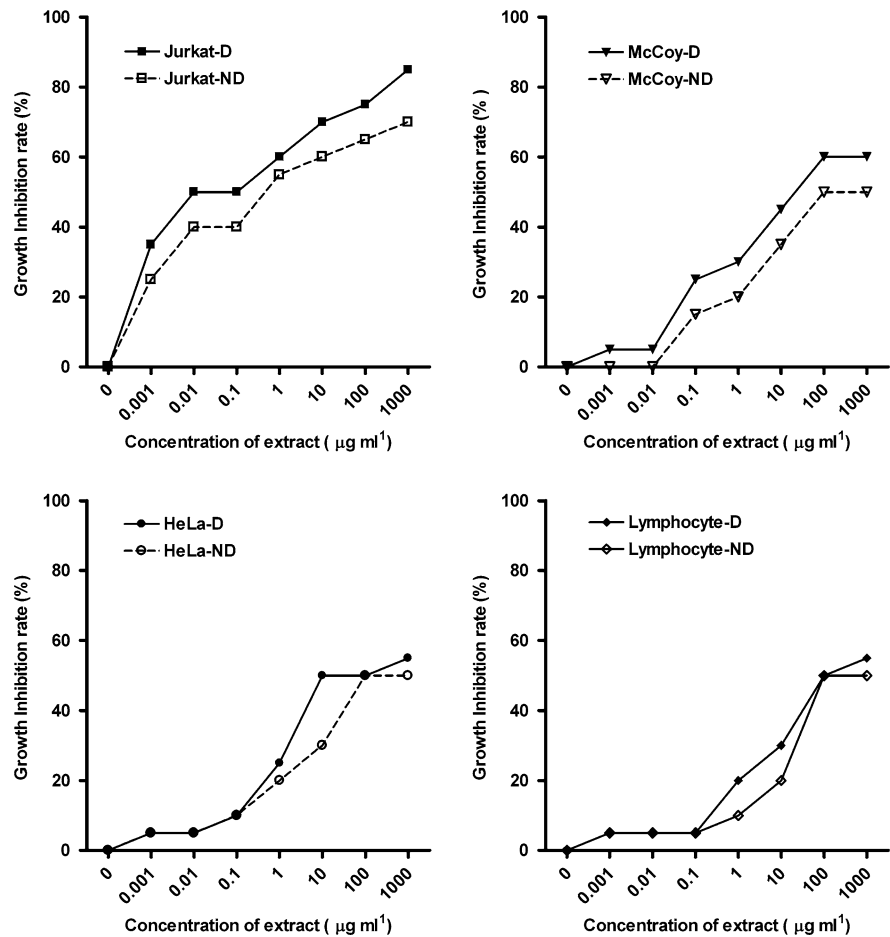 100
80
60
40
20
0
Growth Inhibition rate (%)
Jurkat-D
Jurkat-ND
0 0.001 0.01 0.1 1 10 100 1000
Concentration of extract ( μg ml¹)
100
80
60
40
20
0
Growth Inhibition rate (% )
McCoy-D
McCoy-ND
0 0.001 0.01 0.1 1 10 100 1000
Concentration of extract ( μg ml¹)
100
80
60
40
20
0
Growth Inhibition rate (%)
HeLa-D
HeLa-ND
0 0.001 0.01 0.1 1 10 100 1000
Concentration of extract ( μg ml¹)
100
80
60
40
20
0
Growth Inhibition rate (%)
Lymphocyte-D
Lymphocyte-ND
0 0.001 0.01 0.1 1 10 100 1000
Concentration of extract ( μg ml¹)